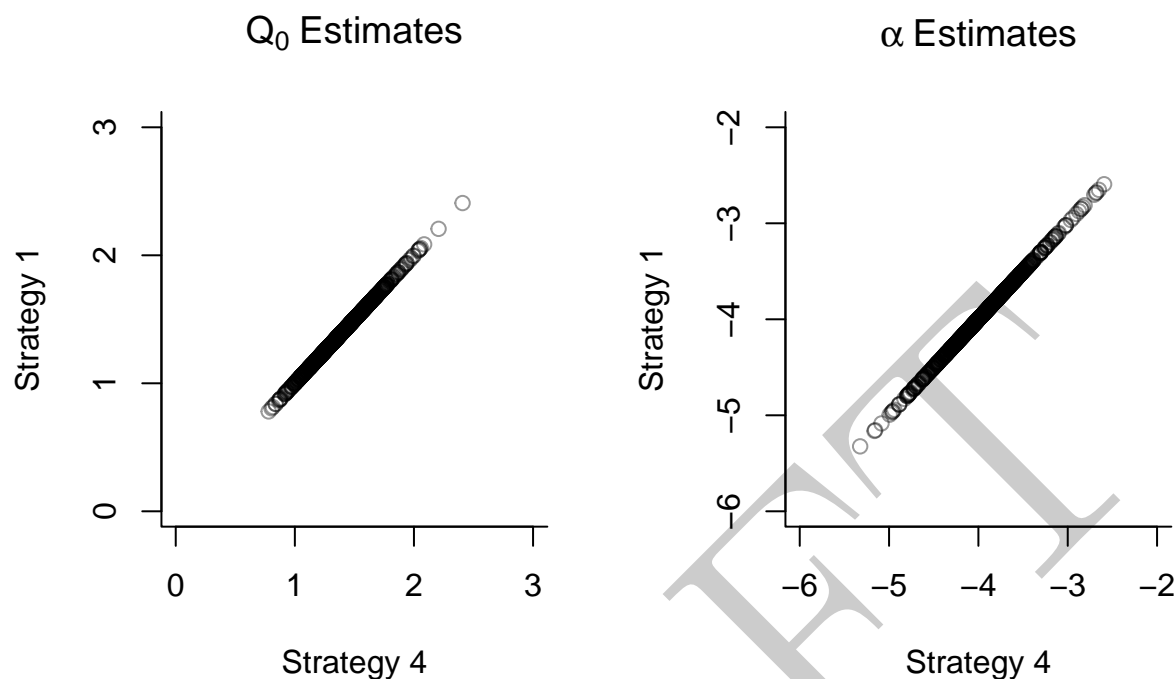 Q₀ Estimates
3
2
1
0
Strategy 1
0 1 2 3
Strategy 4
α Estimates
−2
−3
−4
−5
−6
Strategy 1
−6 −5 −4 −3 −2
Strategy 4
FT